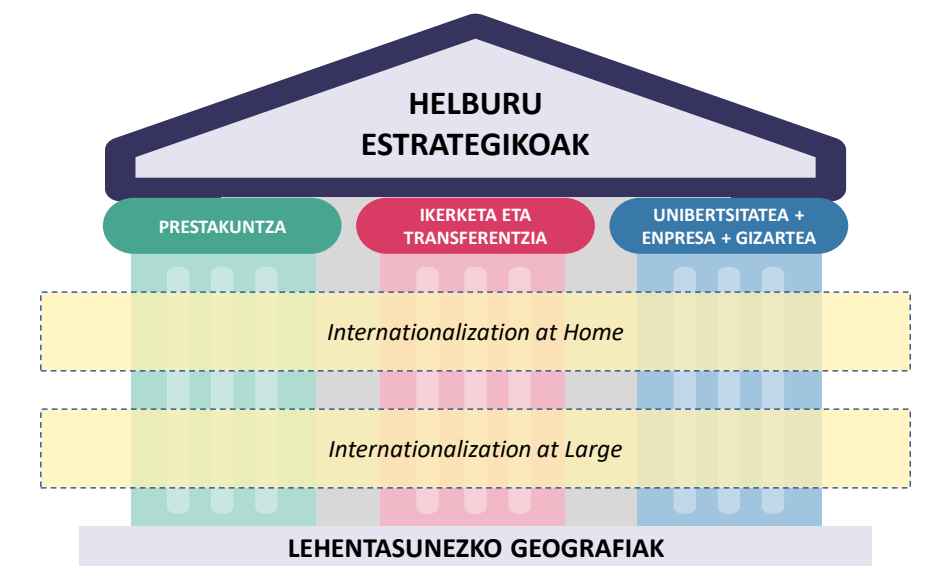 HELBURU
ESTRATEGIKOAK
PRESTAKUNTZA
IKERKETA ETA
TRANSFERENTZIA
UNIBERTSITATEA +
ENPRESA + GIZARTEA
Internationalization at Home
Internationalization at Large
LEHENTASUNEZKO GEOGRAFIAK